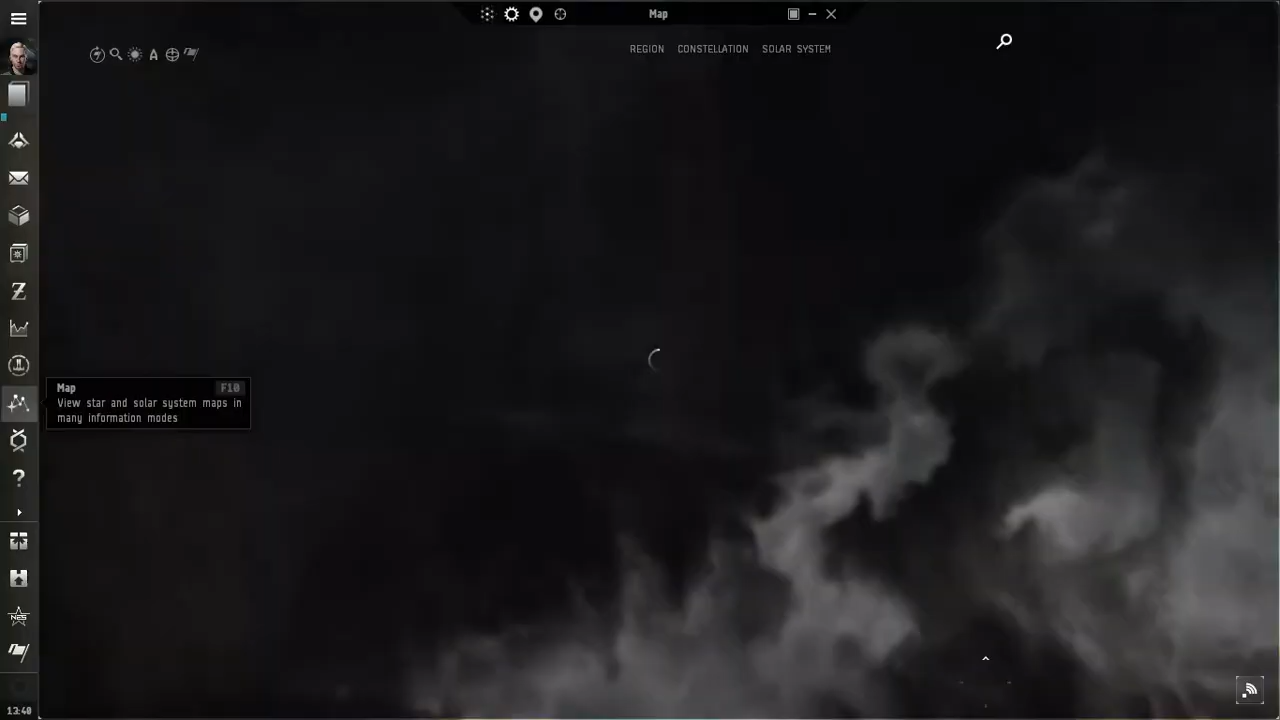 Map
REGION CONSTELLATION SOLAR SYSTEM
A
Z
Map F10
View star and solar system maps in
many information modes
?
N25
13:40